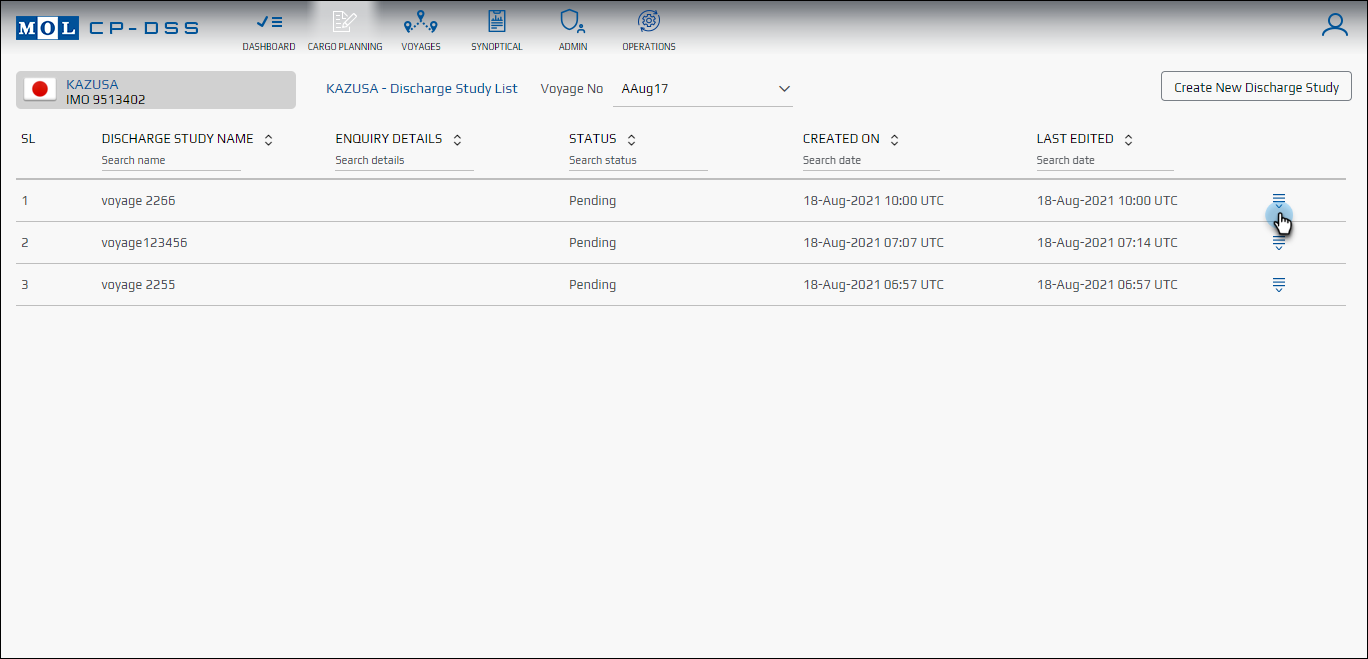 MOL CP-DSS
DASHBOARD CARGO PLANNING VOYAGES SYNOPTICAL ADMIN OPERATIONS
KAZUSA
IMO 9513402
KAZUSA - Discharge Study List Voyage No AAug17 Create New Discharge Study
SL DISCHARGE STUDY NAME ENQUIRY DETAILS STATUS CREATED ON LAST EDITED
Search name Search details Search status Search date Search date
1 voyage 2266 Pending 18-Aug-2021 10:00 UTC 18-Aug-2021 10:00 UTC
2 voyage123456 Pending 18-Aug-2021 07:07 UTC 18-Aug-2021 07:14 UTC
3 voyage 2255 Pending 18-Aug-2021 06:57 UTC 18-Aug-2021 06:57 UTC